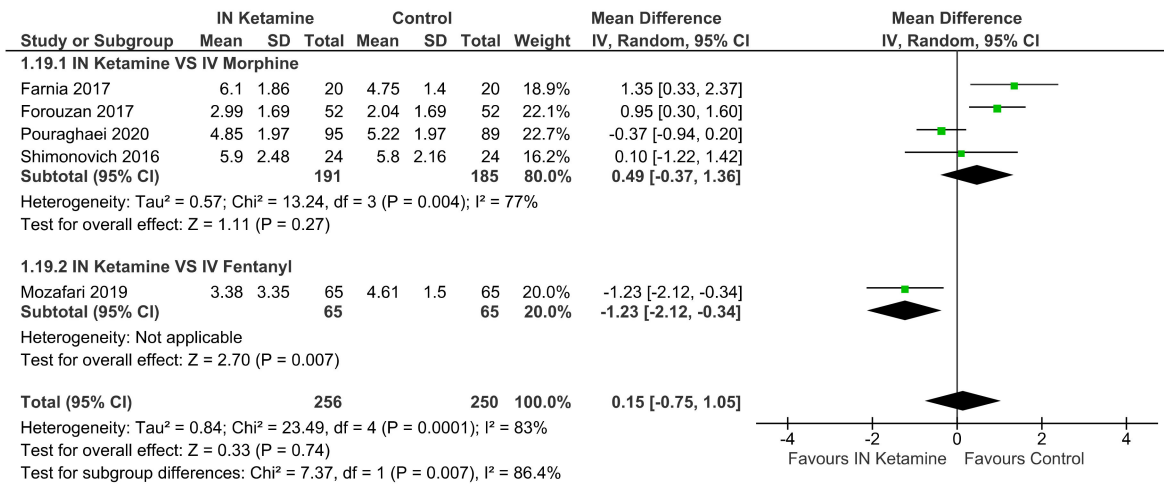 IN Ketamine Control Mean Difference Mean Difference
Study or Subgroup Mean SD Total Mean SD Total Weight IV, Random, 95% CI IV, Random, 95% CI
1.19.1 IN Ketamine VS IV Morphine
Farnia 2017 6.1 1.86 20 4.75 1.4 20 18.9% 1.35 [0.33, 2.37]
Forouzan 2017 2.99 1.69 52 2.04 1.69 52 22.1% 0.95 [0.30, 1.60]
Pouraghaei 2020 4.85 1.97 95 5.22 1.97 89 22.7% -0.37 [-0.94, 0.20]
Shimonovich 2016 5.9 2.48 24 5.8 2.16 24 16.2% 0.10 [-1.22, 1.42]
Subtotal (95% CI) 191 185 80.0% 0.49 [-0.37, 1.36]
Heterogeneity: Tau² = 0.57; Chi² = 13.24, df = 3 (P = 0.004); I² = 77%
Test for overall effect: Z = 1.11 (P = 0.27)
1.19.2 IN Ketamine VS IV Fentanyl
Mozafari 2019 3.38 3.35 65 4.61 1.5 65 20.0% -1.23 [-2.12, -0.34]
Subtotal (95% CI) 65 65 20.0% -1.23 [-2.12, -0.34]
Heterogeneity: Not applicable
Test for overall effect: Z = 2.70 (P = 0.007)
Total (95% CI) 256 250 100.0% 0.15 [-0.75, 1.05]
Heterogeneity: Tau² = 0.84; Chi² = 23.49, df = 4 (P = 0.0001); I² = 83%
Test for overall effect: Z = 0.33 (P = 0.74)
Test for subgroup differences: Chi² = 7.37, df = 1 (P = 0.007), I² = 86.4%
-4 -2 0 2 4
Favours IN Ketamine Favours Control